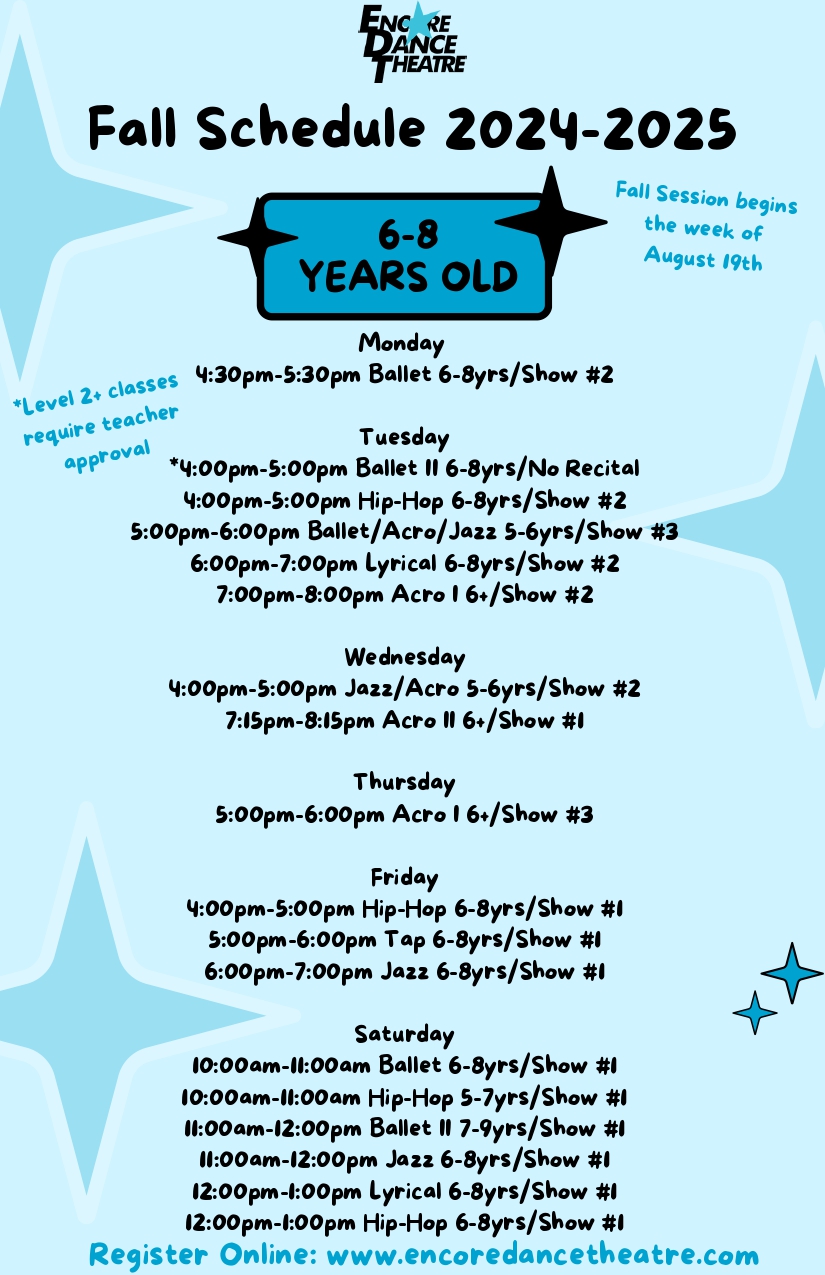 ENCORE
DANCE
THEATRE
Fall Schedule 2024-2025
6-8
YEARS OLD
Fall Session begins
the week of
August 19th
Monday
4:30pm-5:30pm Ballet 6-8yrs/Show #2
*Level 2+ classes
require teacher
approval
Tuesday
*4:00pm-5:00pm Ballet II 6-8yrs/No Recital
4:00pm-5:00pm Hip-Hop 6-8yrs/Show #2
5:00pm-6:00pm Ballet/Acro/Jazz 5-6yrs/Show #3
6:00pm-7:00pm Lyrical 6-8yrs/Show #2
7:00pm-8:00pm Acro I 6+/Show #2
Wednesday
4:00pm-5:00pm Jazz/Acro 5-6yrs/Show #2
7:15pm-8:15pm Acro II 6+/Show #1
Thursday
5:00pm-6:00pm Acro I 6+/Show #3
Friday
4:00pm-5:00pm Hip-Hop 6-8yrs/Show #1
5:00pm-6:00pm Tap 6-8yrs/Show #1
6:00pm-7:00pm Jazz 6-8yrs/Show #1
Saturday
10:00am-11:00am Ballet 6-8yrs/Show #1
10:00am-11:00am Hip-Hop 5-7yrs/Show #1
11:00am-12:00pm Ballet II 7-9yrs/Show #1
11:00am-12:00pm Jazz 6-8yrs/Show #1
12:00pm-1:00pm Lyrical 6-8yrs/Show #1
12:00pm-1:00pm Hip-Hop 6-8yrs/Show #1
Register Online: www.encoredancetheatre.com